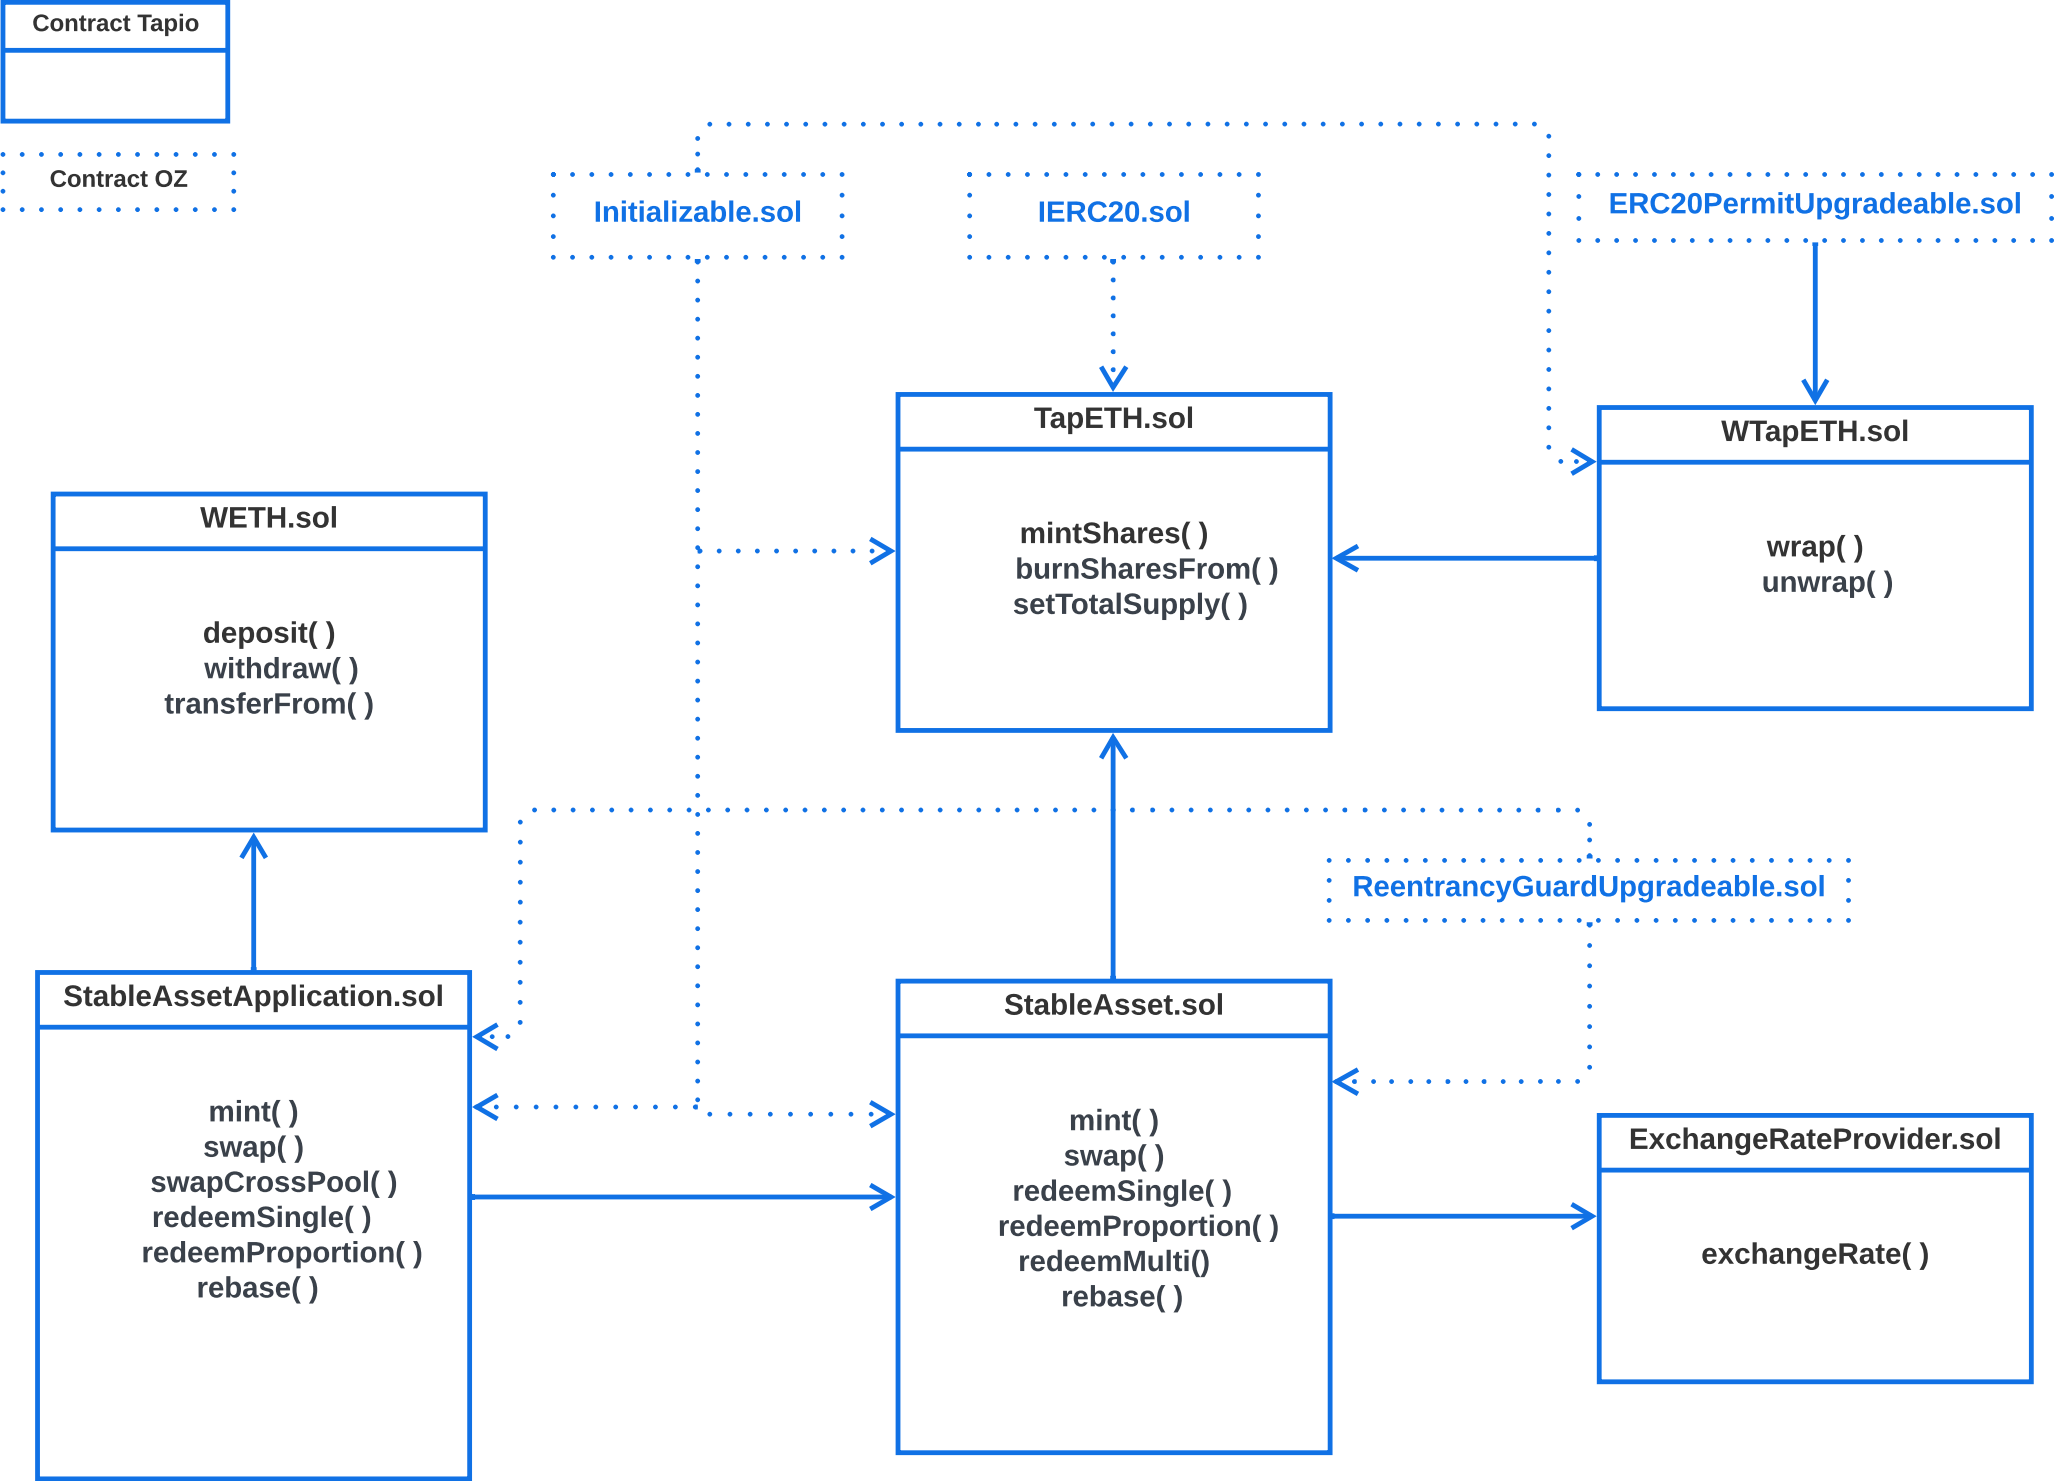 Contract Tapio
Contract OZ
Initializable.sol
IERC20.sol
ERC20PermitUpgradeable.sol
TapETH.sol
mintShares( )
burnSharesFrom( )
setTotalSupply( )
WTapETH.sol
wrap( )
unwrap( )
WETH.sol
deposit( )
withdraw( )
transferFrom( )
ReentrancyGuardUpgradeable.sol
StableAssetApplication.sol
mint( )
swap( )
swapCrossPool( )
redeemSingle( )
redeemProportion( )
rebase( )
StableAsset.sol
mint( )
swap( )
redeemSingle( )
redeemProportion( )
redeemMulti()
rebase( )
ExchangeRateProvider.sol
exchangeRate( )